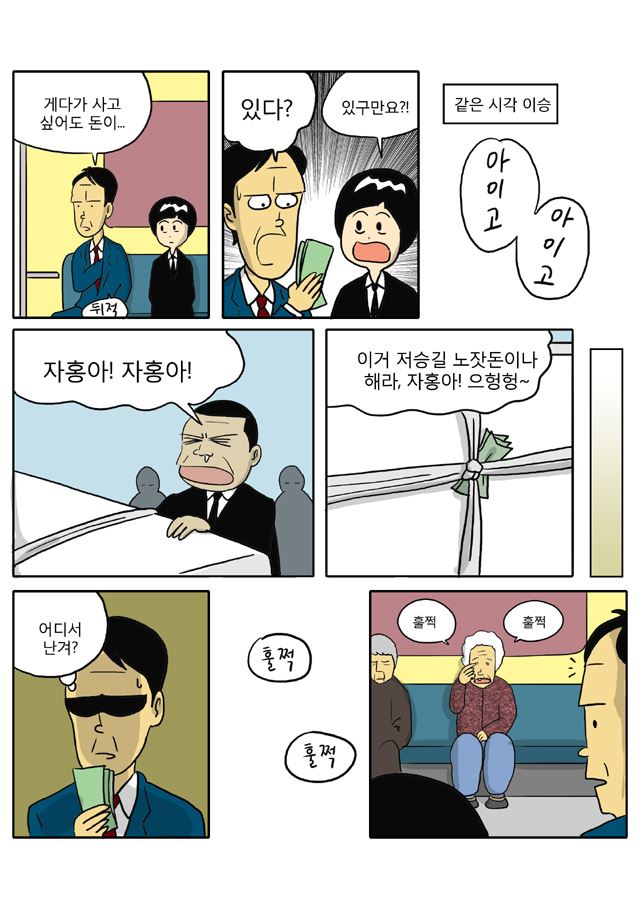 게다가 사고
싶어도 돈이...
뒤적
있다?
있구만요?!
같은 시각 이승
아이고
아이고
자홍아! 자홍아!
이거 저승길 노잣돈이나
해라, 자홍아! 으헝헝~
어디서
난겨?
훌쩍
훌쩍
훌쩍
훌쩍